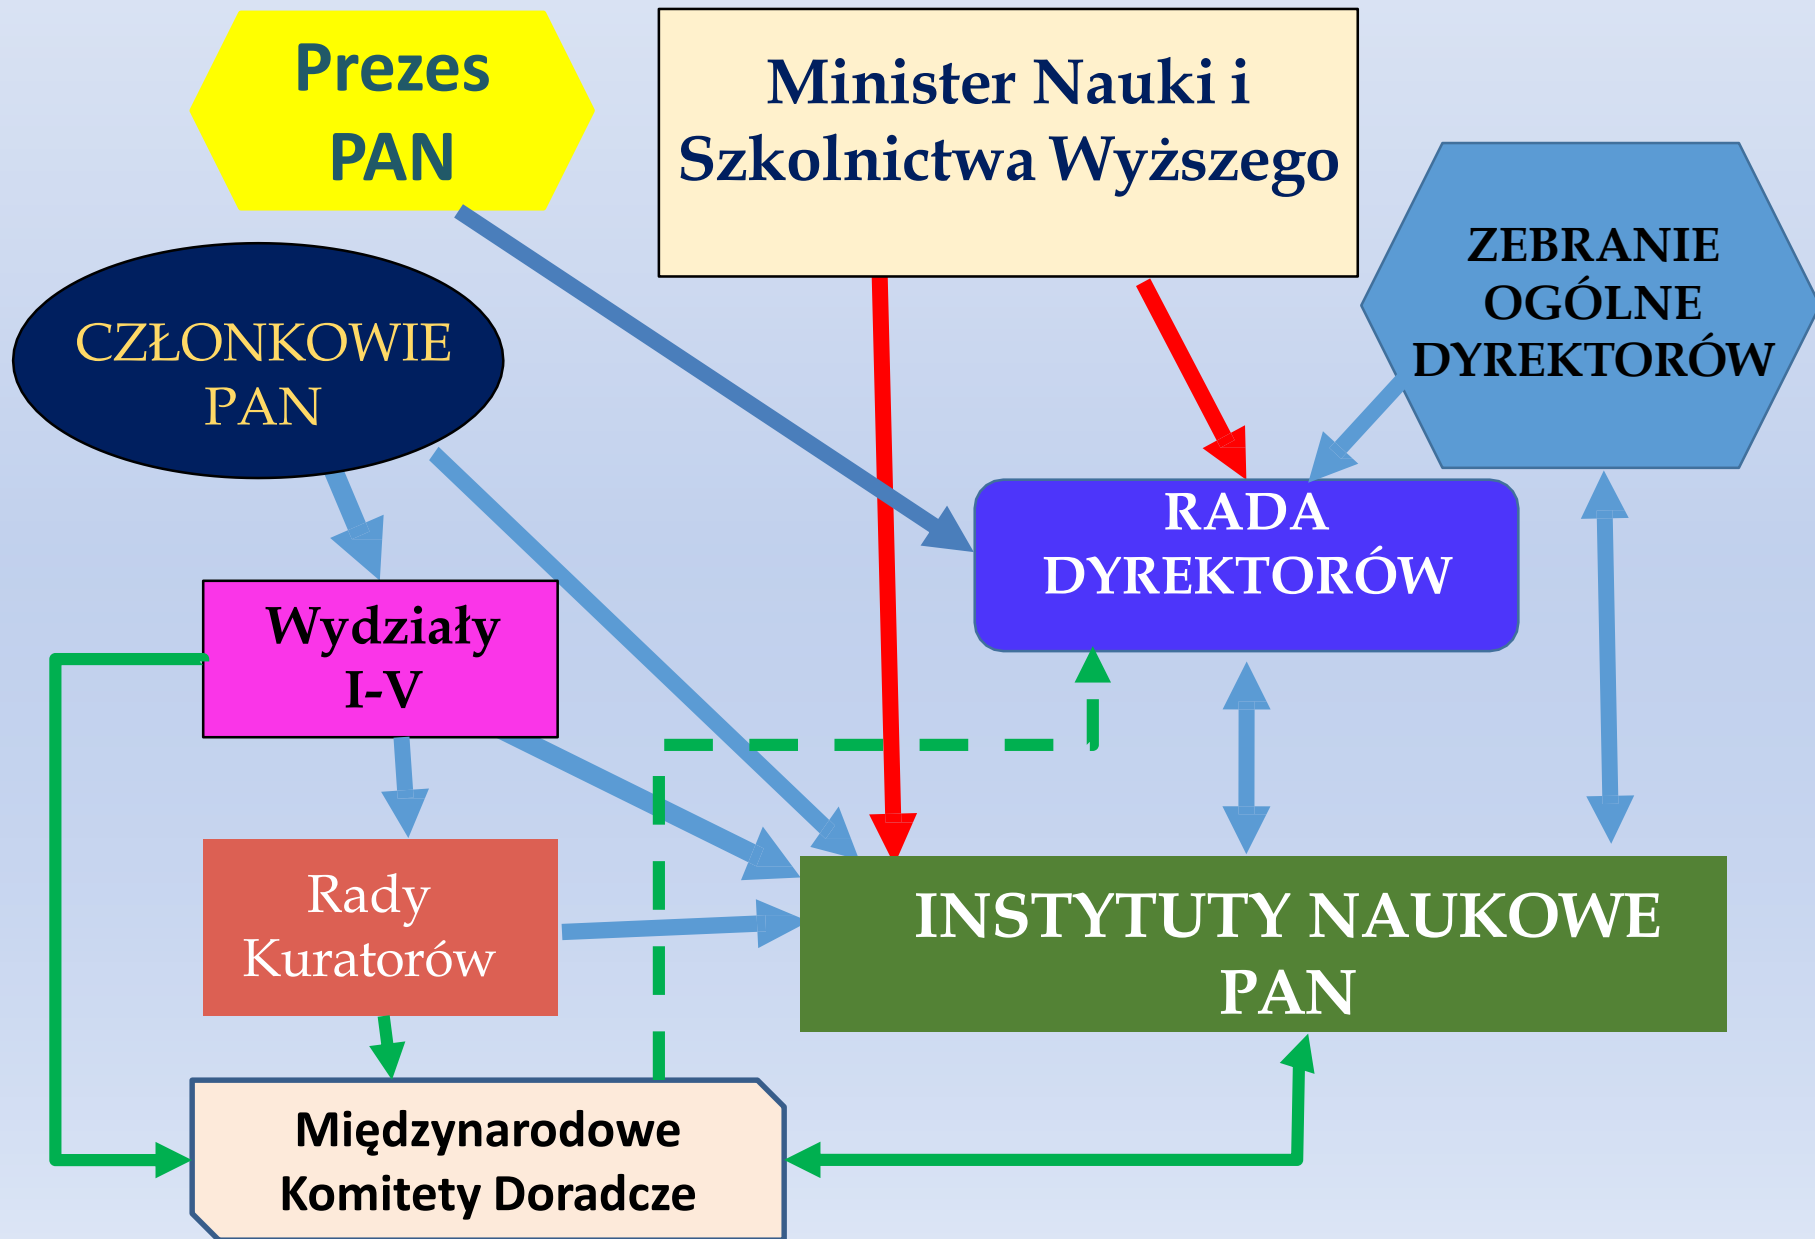 Prezes
PAN
Minister Nauki i
Szkolnictwa Wyższego
ZEBRANIE
OGÓLNE
DYREKTORÓW
CZŁONKOWIE
PAN
RADA
DYREKTORÓW
Wydziały
I-V
Rady
Kuratorów
INSTYTUTY NAUKOWE
PAN
Międzynarodowe
Komitety Doradcze